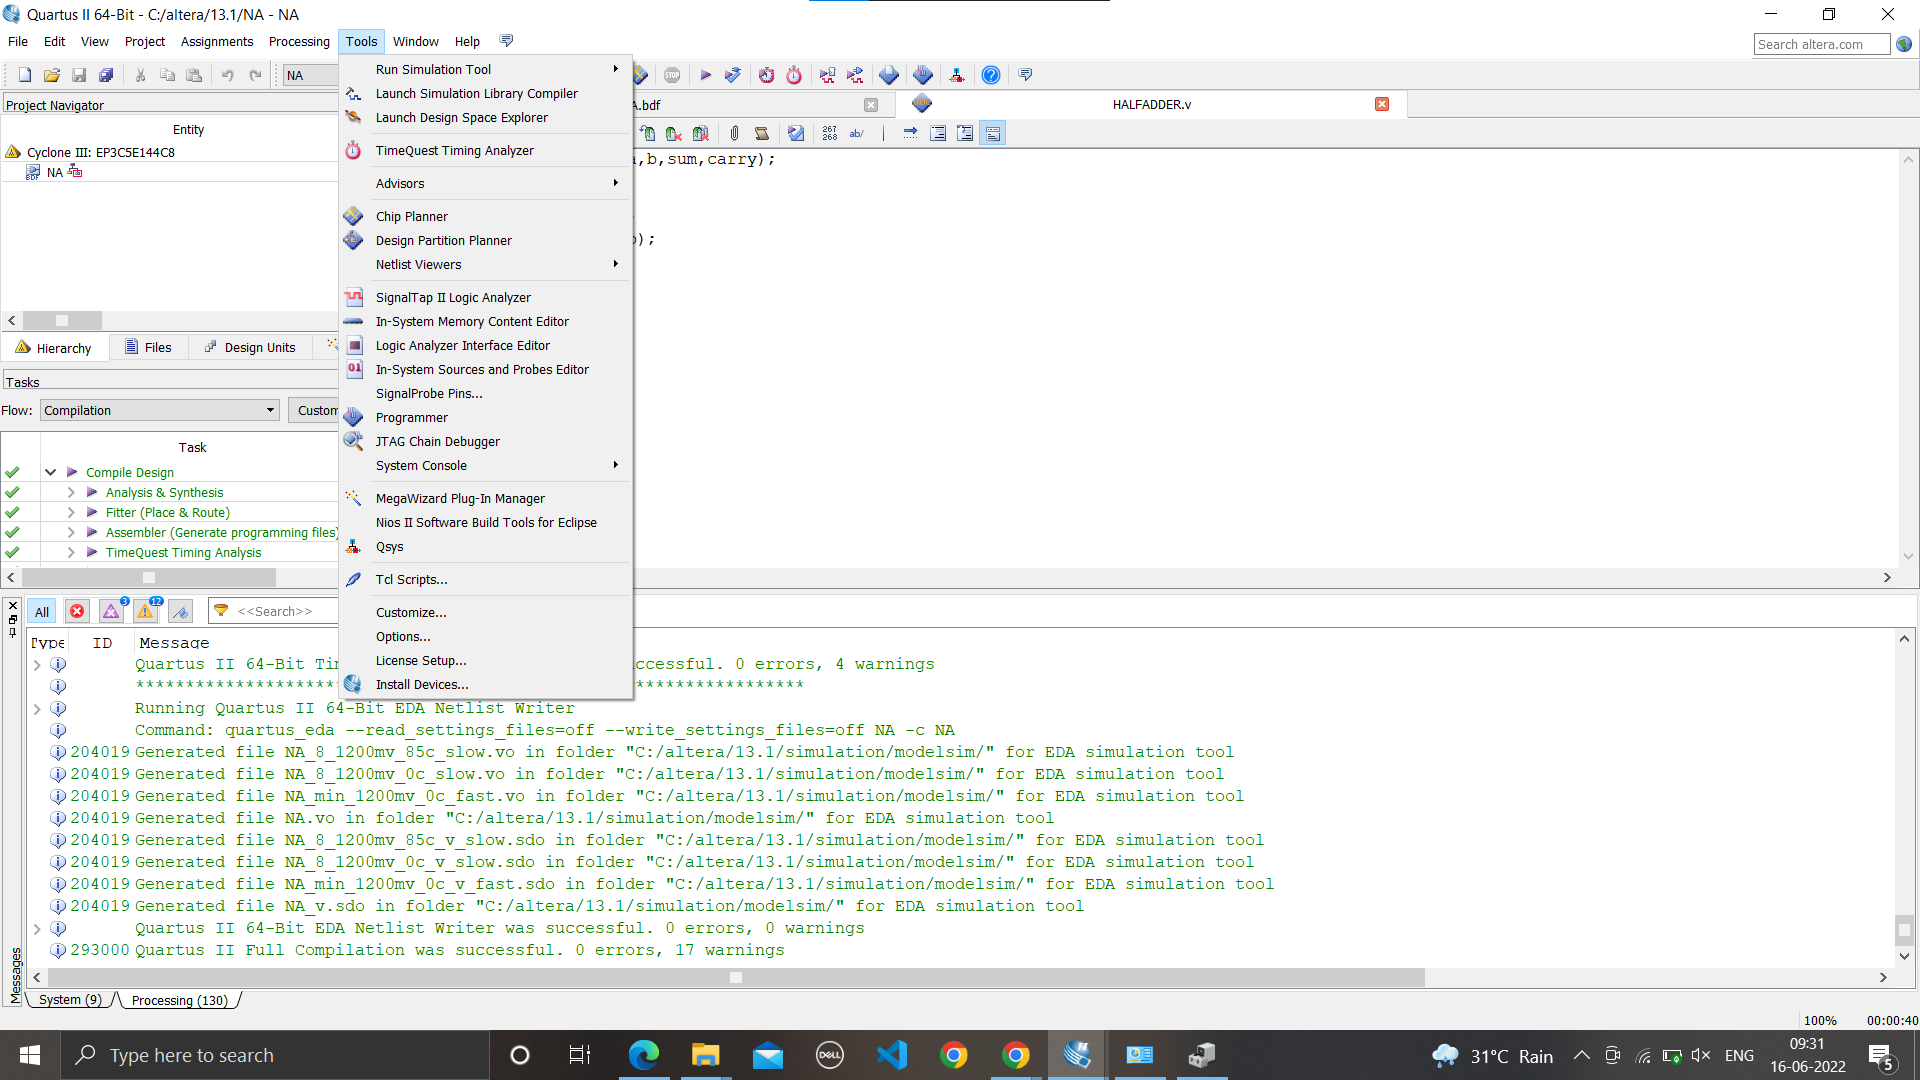 Quartus II 64-Bit - C:/altera/13.1/NA - NA
File Edit View Project Assignments Processing Tools Window Help
Search altera.com
NA
STOP
Project Navigator
Entity
Cyclone III: EP3C5E144C8
NA
Hierarchy Files Design Units
Tasks
Flow: Compilation Custom
Task
Compile Design
Analysis & Synthesis
Fitter (Place & Route)
Assembler (Generate programming files)
TimeQuest Timing Analysis
Run Simulation Tool
Launch Simulation Library Compiler
Launch Design Space Explorer
TimeQuest Timing Analyzer
Advisors
Chip Planner
Design Partition Planner
Netlist Viewers
SignalTap II Logic Analyzer
In-System Memory Content Editor
Logic Analyzer Interface Editor
In-System Sources and Probes Editor
SignalProbe Pins...
Programmer
JTAG Chain Debugger
System Console
MegaWizard Plug-In Manager
Nios II Software Build Tools for Eclipse
Qsys
Tcl Scripts...
Customize...
Options...
License Setup...
Install Devices...
A.bdf
HALFADDER.v
267 268 ab/
,b,sum,carry);
);
All 3 12 <<Search>>
Type ID Message
Quartus II 64-Bit Ti ccessful. 0 errors, 4 warnings
Running Quartus II 64-Bit EDA Netlist Writer
Command: quartus_eda --read_settings_files=off --write_settings_files=off NA -c NA
204019 Generated file NA_8_1200mv_85c_slow.vo in folder "C:/altera/13.1/simulation/modelsim/" for EDA simulation tool
204019 Generated file NA_8_1200mv_0c_slow.vo in folder "C:/altera/13.1/simulation/modelsim/" for EDA simulation tool
204019 Generated file NA_min_1200mv_0c_fast.vo in folder "C:/altera/13.1/simulation/modelsim/" for EDA simulation tool
204019 Generated file NA.vo in folder "C:/altera/13.1/simulation/modelsim/" for EDA simulation tool
204019 Generated file NA_8_1200mv_85c_v_slow.sdo in folder "C:/altera/13.1/simulation/modelsim/" for EDA simulation tool
204019 Generated file NA_8_1200mv_0c_v_slow.sdo in folder "C:/altera/13.1/simulation/modelsim/" for EDA simulation tool
204019 Generated file NA_min_1200mv_0c_v_fast.sdo in folder "C:/altera/13.1/simulation/modelsim/" for EDA simulation tool
204019 Generated file NA_v.sdo in folder "C:/altera/13.1/simulation/modelsim/" for EDA simulation tool
Quartus II 64-Bit EDA Netlist Writer was successful. 0 errors, 0 warnings
293000 Quartus II Full Compilation was successful. 0 errors, 17 warnings
Messages
System (9) Processing (130)
100% 00:00:40
Type here to search
DELL
31°C Rain
ENG
09:31
16-06-2022
5